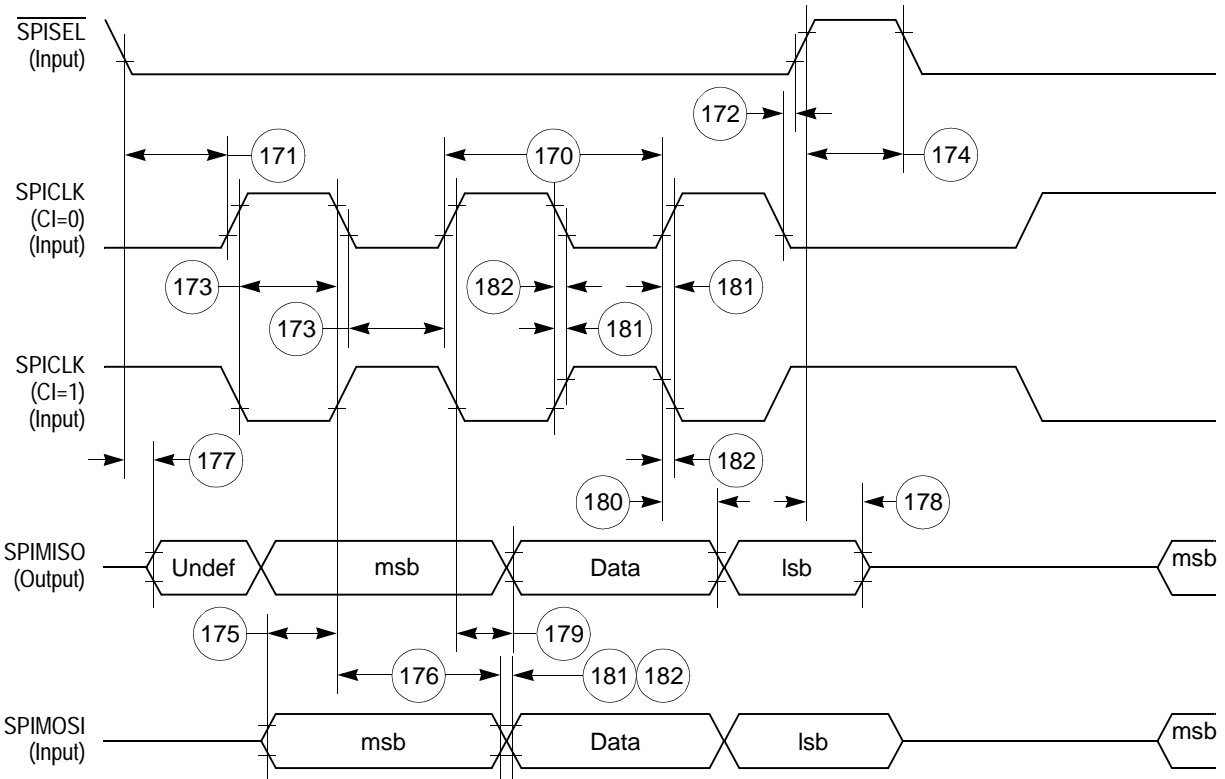 SPISEL
(Input)
172
171
170
174
SPICLK
(CI=0)
(Input)
173
182
181
173
181
SPICLK
(CI=1)
(Input)
177
182
180
178
SPIMISO
(Output)
Undef
msb
Data
lsb
msb
175
179
176
181
182
SPIMOSI
(Input)
msb
Data
lsb
msb